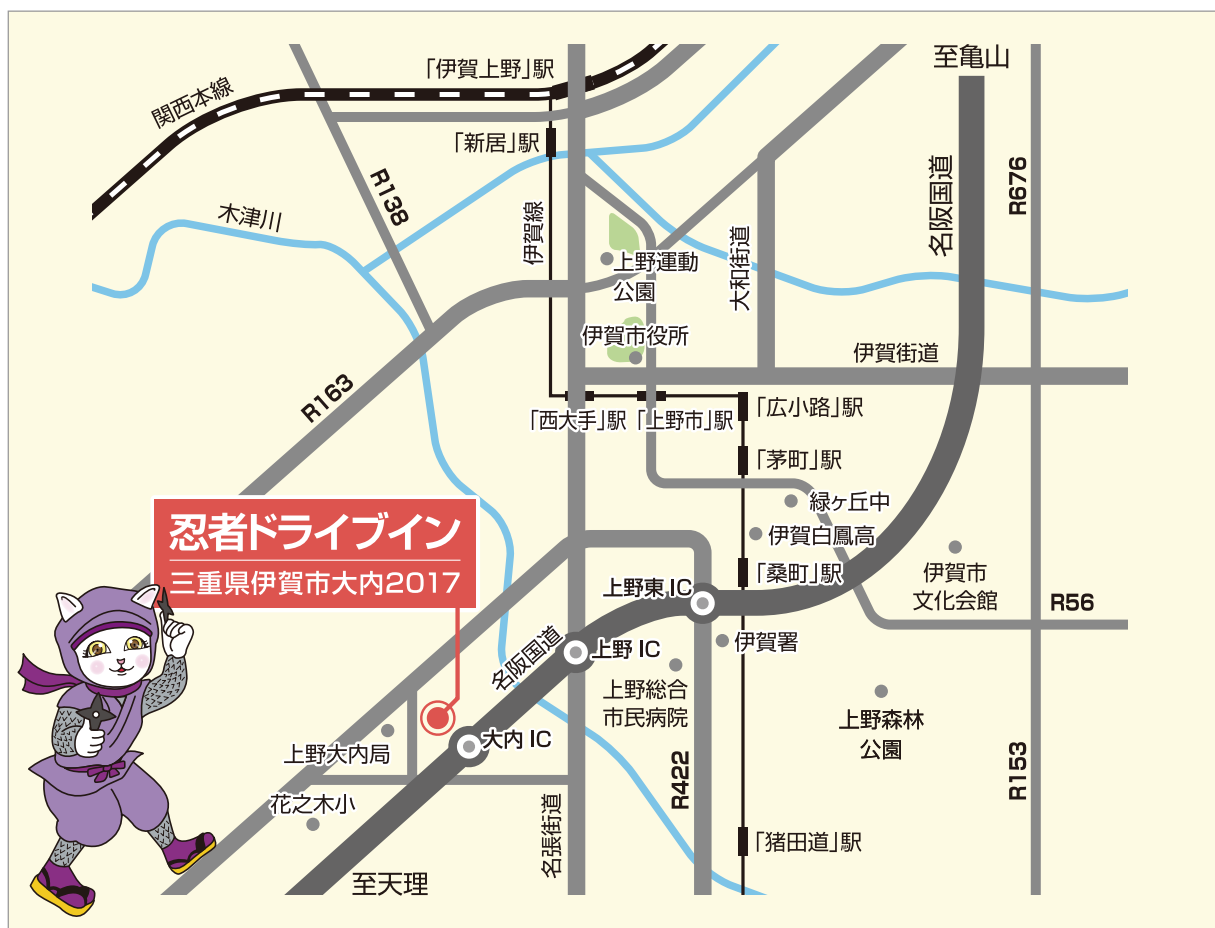 至亀山
「伊賀上野」駅
関西本線
「新居」駅
R138
名阪国道
R676
木津川
伊賀線
大和街道
上野運動
公園
伊賀市役所
伊賀街道
R163
「西大手」駅
「上野市」駅
「広小路」駅
「茅町」駅
緑ヶ丘中
忍者ドライブイン
三重県伊賀市大内2017
伊賀白鳳高
「桑町」駅
伊賀市
文化会館
上野東 IC
R56
伊賀署
名阪国道
上野 IC
上野総合
市民病院
上野森林
公園
大内 IC
上野大内局
R422
R153
花之木小
名張街道
「猪田道」駅
至天理